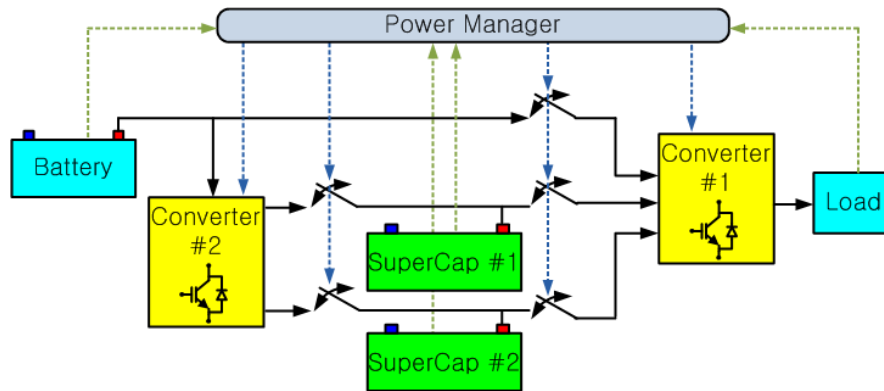 Power Manager
Battery
Converter
#1
Load
Converter
#2
SuperCap #1
SuperCap #2